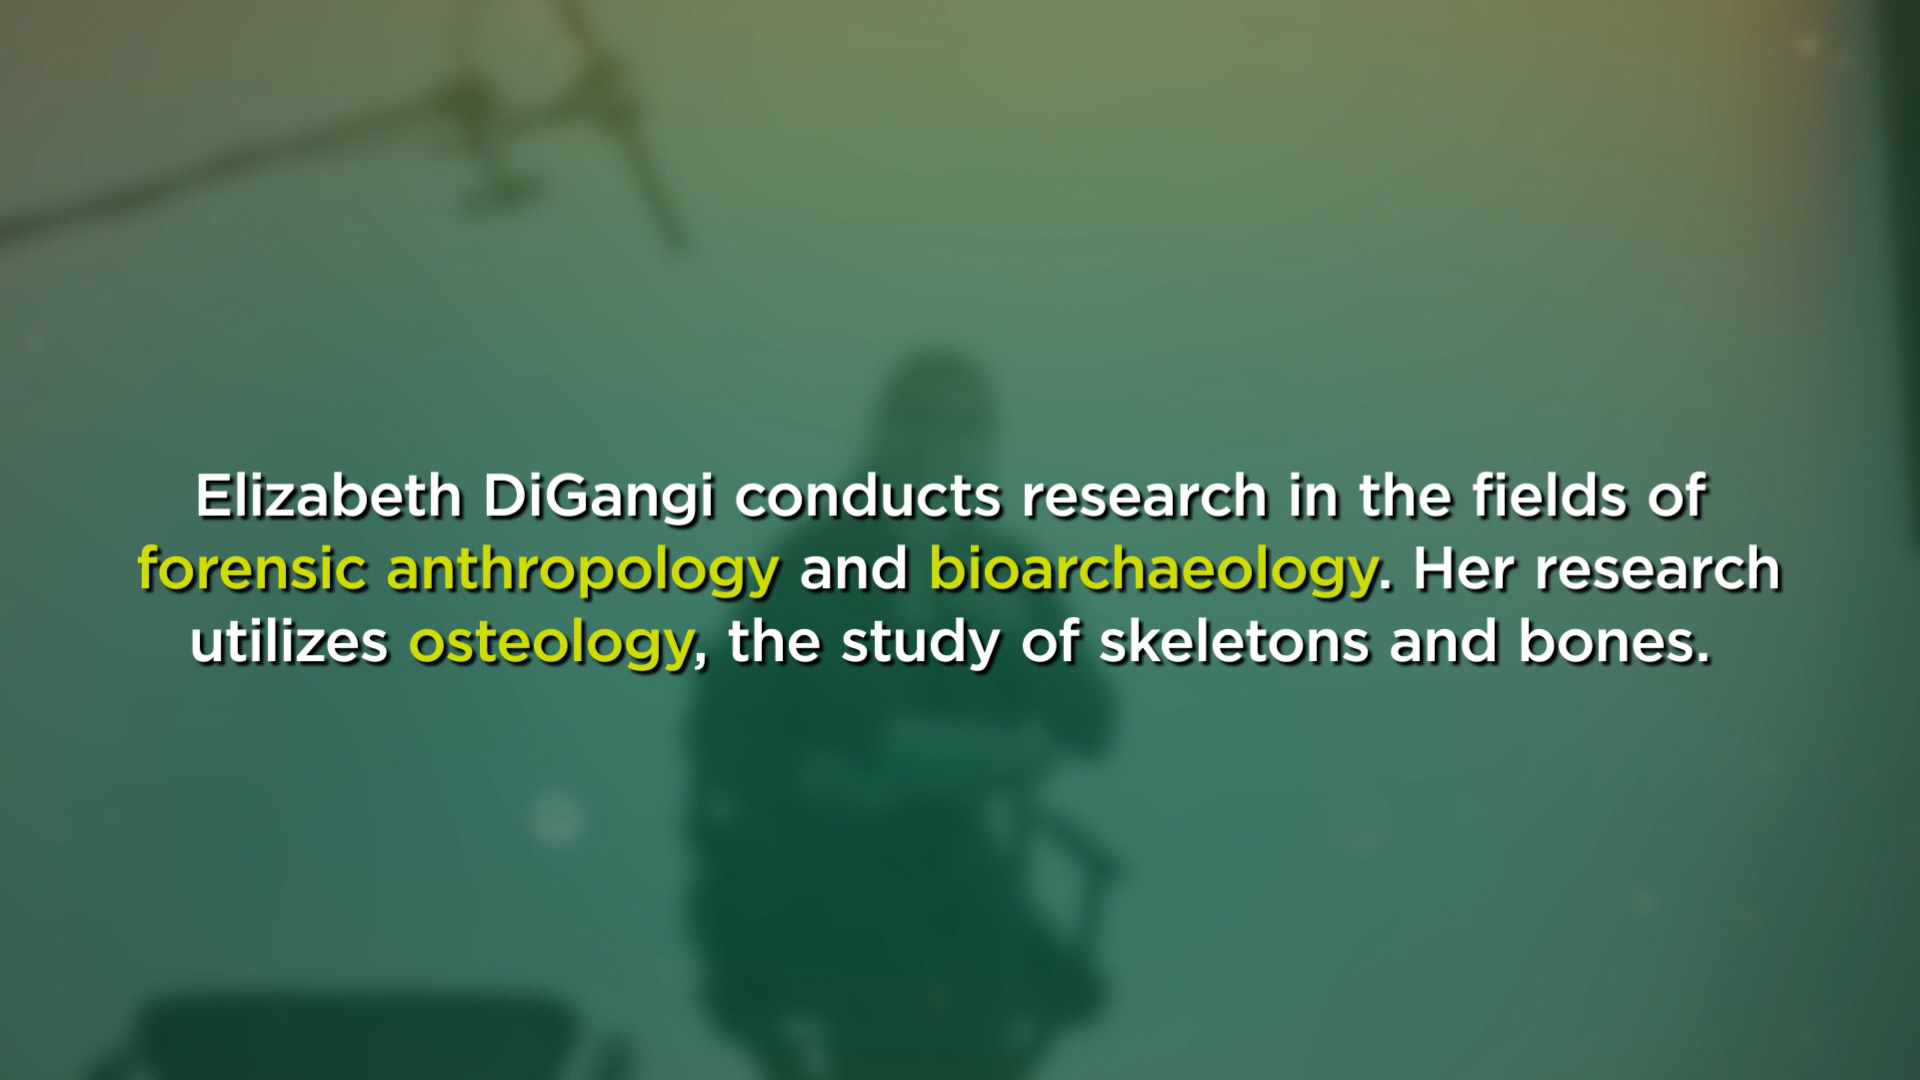 Elizabeth DiGangi conducts research in the fields of
forensic anthropology and bioarchaeology. Her research
utilizes osteology, the study of skeletons and bones.